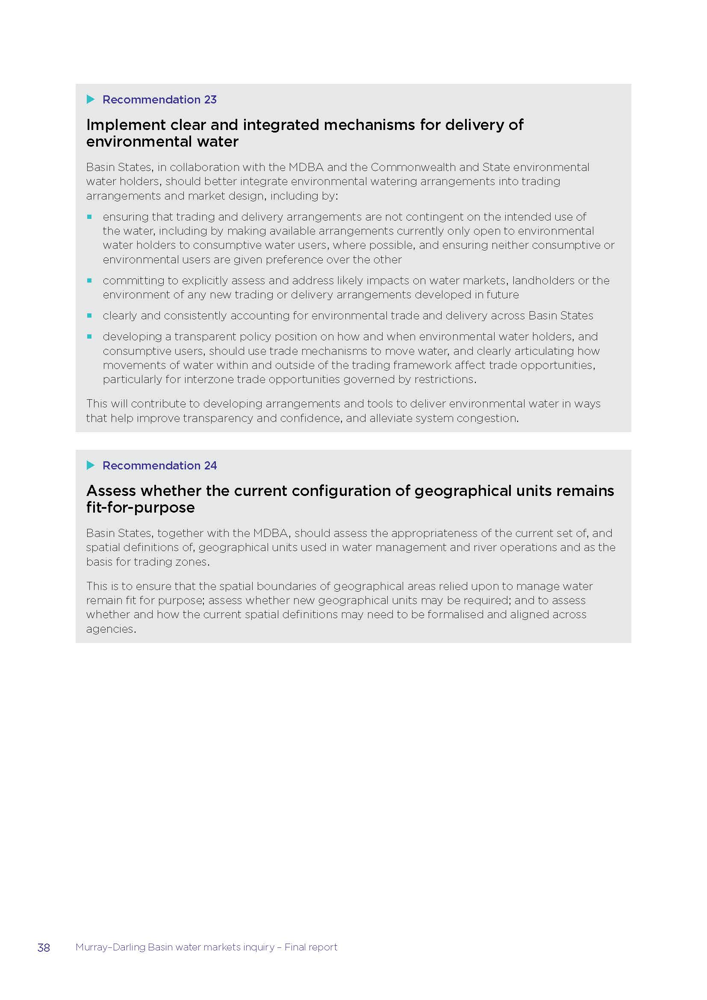 Recommendation 23
Implement clear and integrated mechanisms for delivery of
environmental water
Basin States, in collaboration with the MDBA and the Commonwealth and State environmental
water holders, should better integrate environmental watering arrangements into trading
arrangements and market design, including by:
ensuring that trading and delivery arrangements are not contingent on the intended use of
the water, including by making available arrangements currently only open to environmental
water holders to consumptive water users, where possible, and ensuring neither consumptive or
environmental users are given preference over the other
committing to explicitly assess and address likely impacts on water markets, landholders or the
environment of any new trading or delivery arrangements developed in future
clearly and consistently accounting for environmental trade and delivery across Basin States
developing a transparent policy position on how and when environmental water holders, and
consumptive users, should use trade mechanisms to move water, and clearly articulating how
movements of water within and outside of the trading framework affect trade opportunities,
particularly for interzone trade opportunities governed by restrictions.
This will contribute to developing arrangements and tools to deliver environmental water in ways
that help improve transparency and confidence, and alleviate system congestion.
Recommendation 24
Assess whether the current configuration of geographical units remains
fit-for-purpose
Basin States, together with the MDBA, should assess the appropriateness of the current set of, and
spatial definitions of, geographical units used in water management and river operations and as the
basis for trading zones.
This is to ensure that the spatial boundaries of geographical areas relied upon to manage water
remain fit for purpose; assess whether new geographical units may be required; and to assess
whether and how the current spatial definitions may need to be formalised and aligned across
agencies.
38 Murray–Darling Basin water markets inquiry – Final report